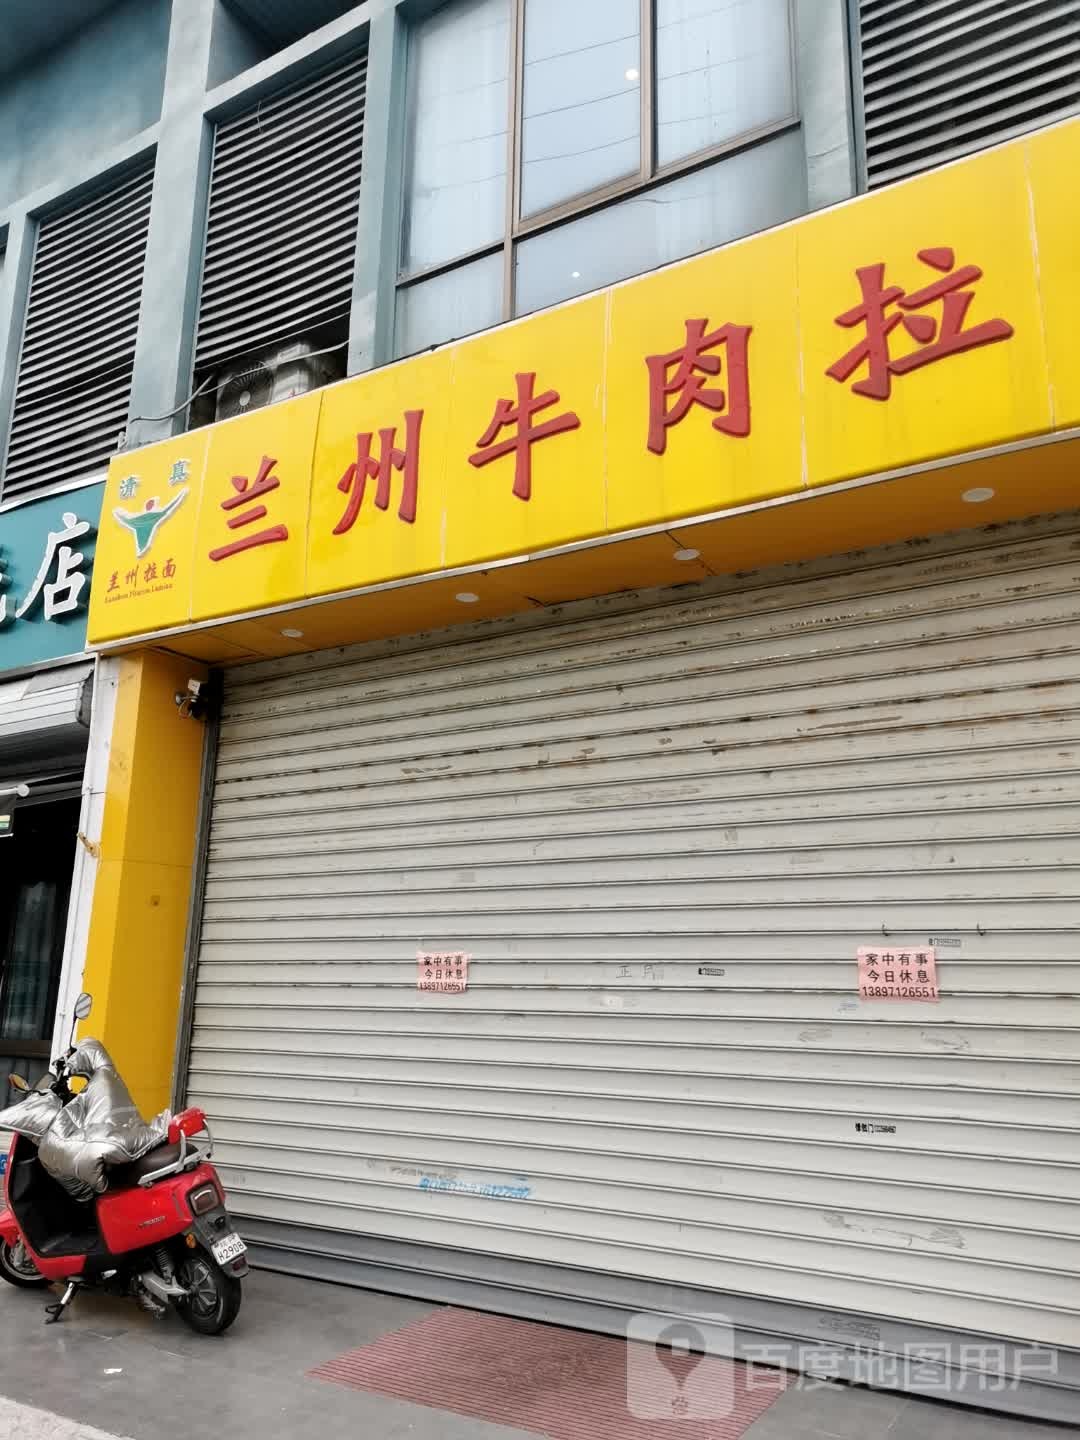 清真
兰州拉面
兰州牛肉拉
店
家中有事
今日休息
13897126551
家中有事
今日休息
13897126551
H2908
百度地图用户